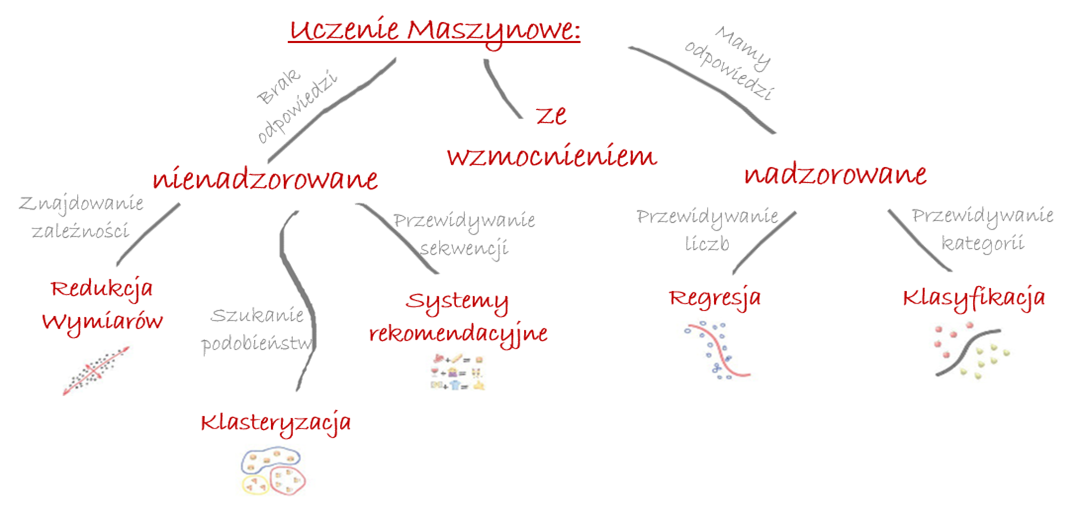 Uczenie Maszynowe:
Brak
odpowiedzi
Mamy
odpowiedzi
ze
wzmocnieniem
nienadzorowane
nadzorowane
Znajdowanie
zależności
Przewidywanie
sekwencji
Przewidywanie
liczb
Przewidywanie
kategorii
Redukcja
Wymiarów
Szukanie
podobieństw
Systemy
rekomendacyjne
Regresja
Klasyfikacja
Klasteryzacja